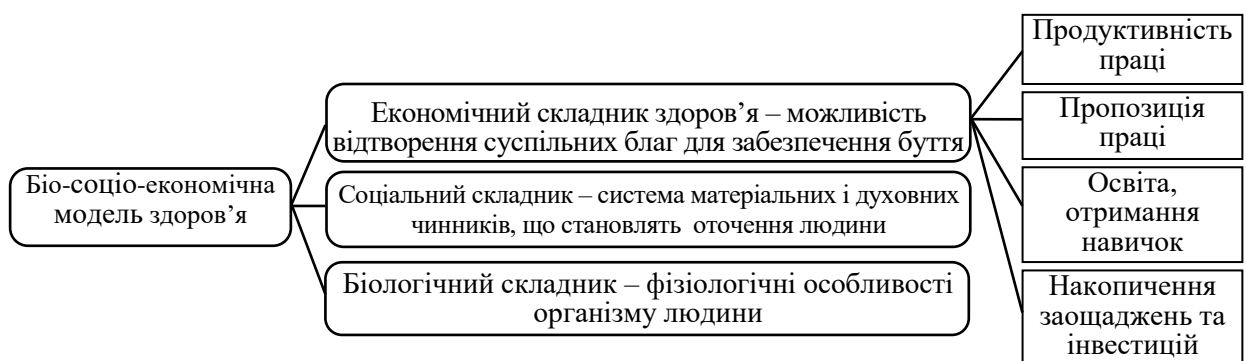 Біо-соціо-економічна
модель здоров’я
Економічний складник здоров’я – можливість
відтворення суспільних благ для забезпечення буття
Соціальний складник – система матеріальних і духовних
чинників, що становлять оточення людини
Біологічний складник – фізіологічні особливості
організму людини
Продуктивність
праці
Пропозиція
праці
Освіта,
отримання
навичок
Накопичення
заощаджень та
інвестицій